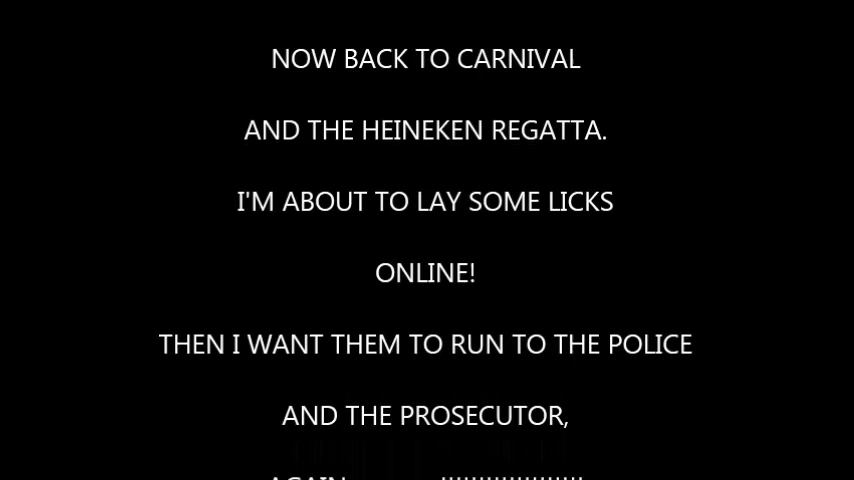 NOW BACK TO CARNIVAL
AND THE HEINEKEN REGATTA.
I'M ABOUT TO LAY SOME LICKS
ONLINE!
THEN I WANT THEM TO RUN TO THE POLICE
AND THE PROSECUTOR,
AGAIN